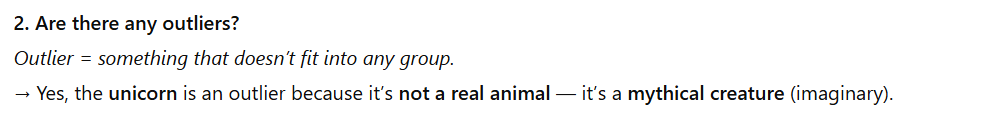 2. Are there any outliers?
Outlier = something that doesn't fit into any group.
→ Yes, the unicorn is an outlier because it's not a real animal — it's a mythical creature (imaginary).